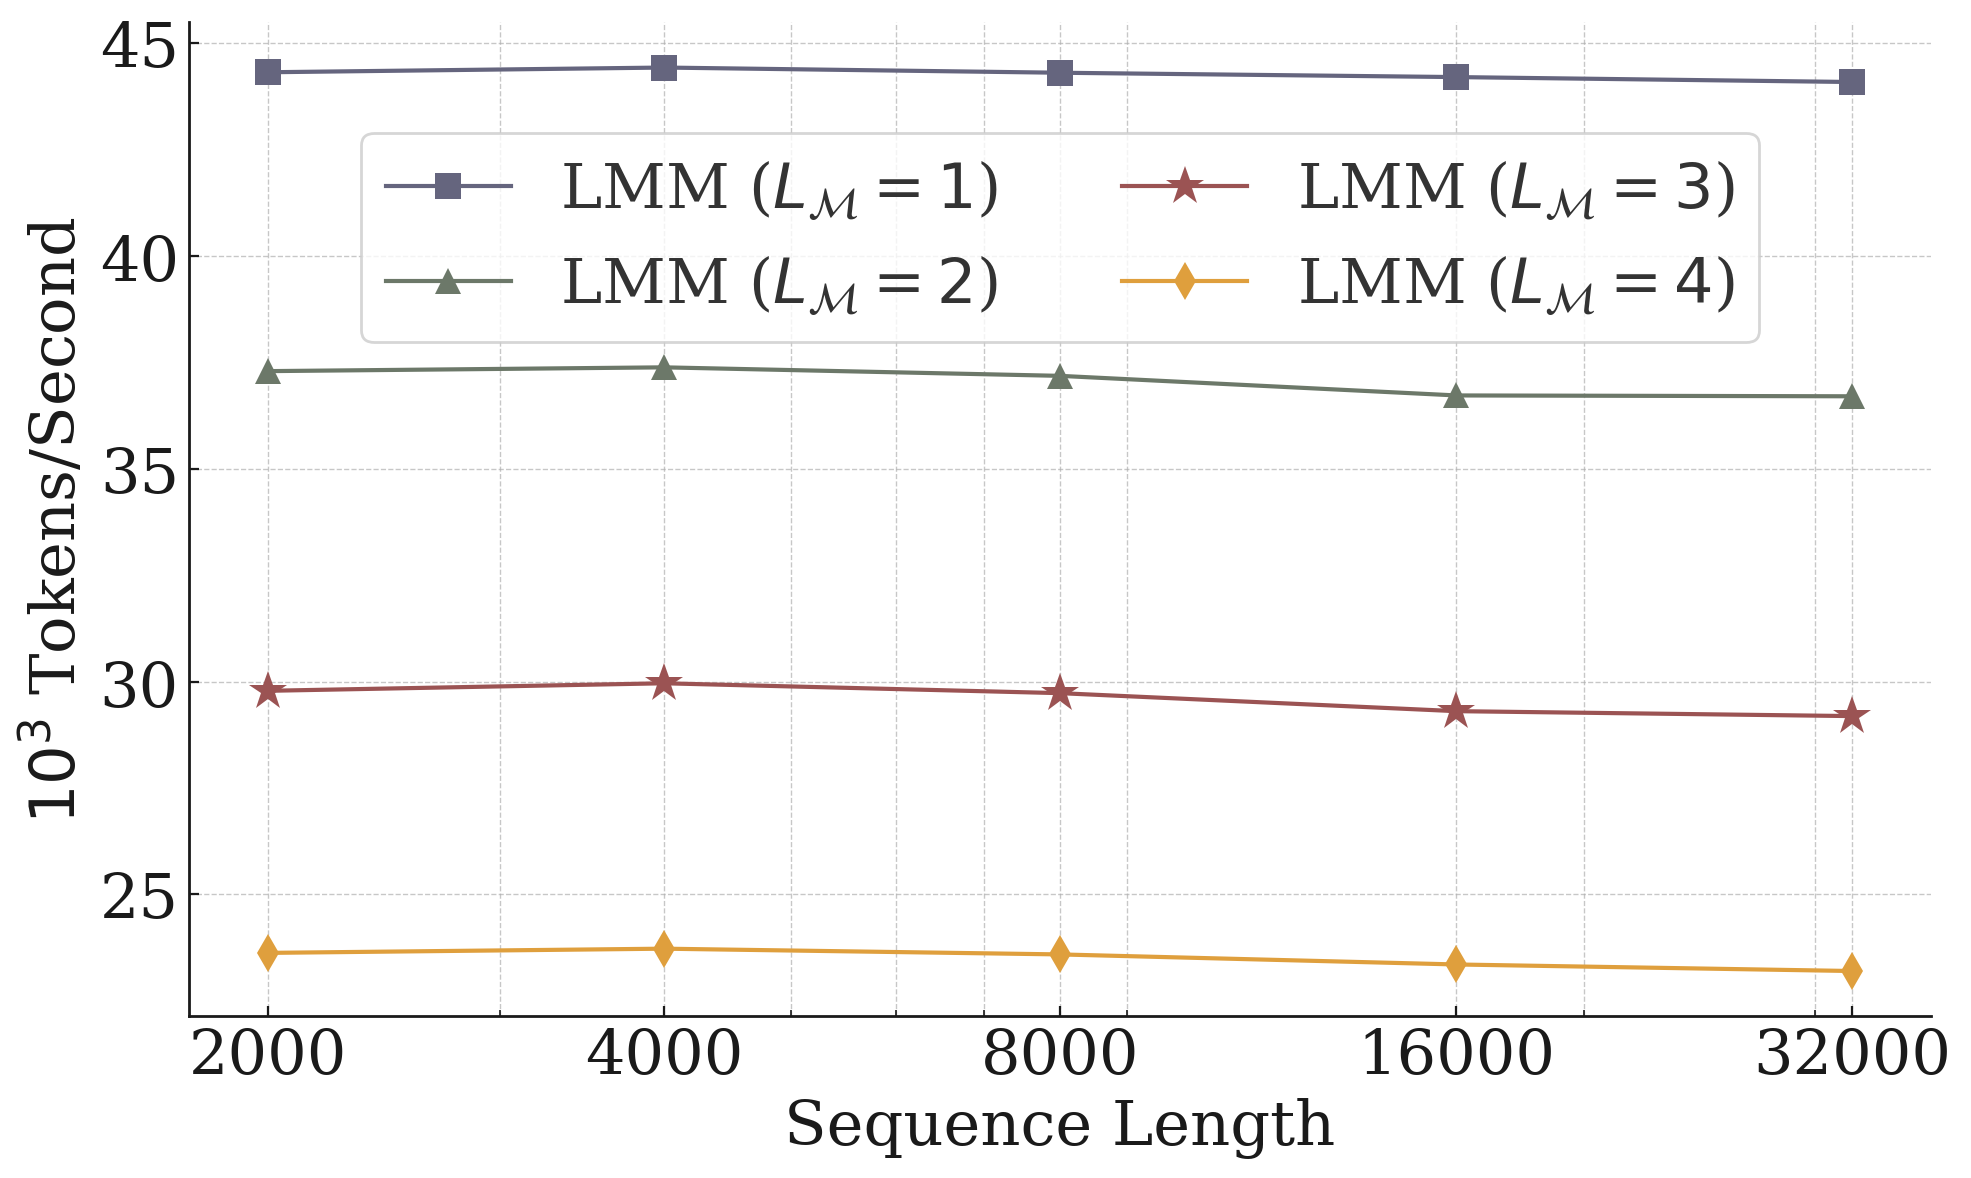 45
40
35
30
25
10³ Tokens/Second
LMM (L_ℳ = 1)
LMM (L_ℳ = 2)
LMM (L_ℳ = 3)
LMM (L_ℳ = 4)
2000 4000 8000 16000 32000
Sequence Length